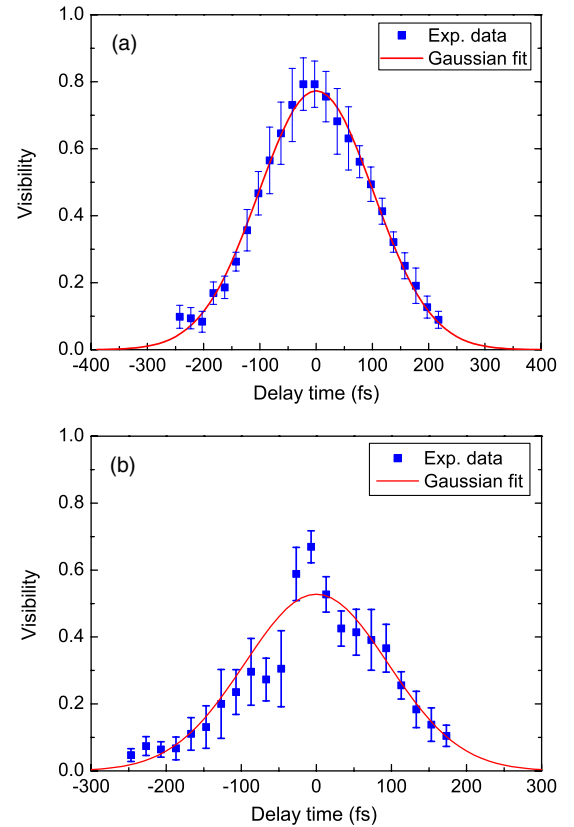 (a)
Exp. data
Gaussian fit
1.0
0.8
0.6
0.4
0.2
0.0
Visibility
-400 -300 -200 -100 0 100 200 300 400
Delay time (fs)
(b)
Exp. data
Gaussian fit
1.0
0.8
0.6
0.4
0.2
0.0
Visibility
-300 -200 -100 0 100 200 300
Delay time (fs)